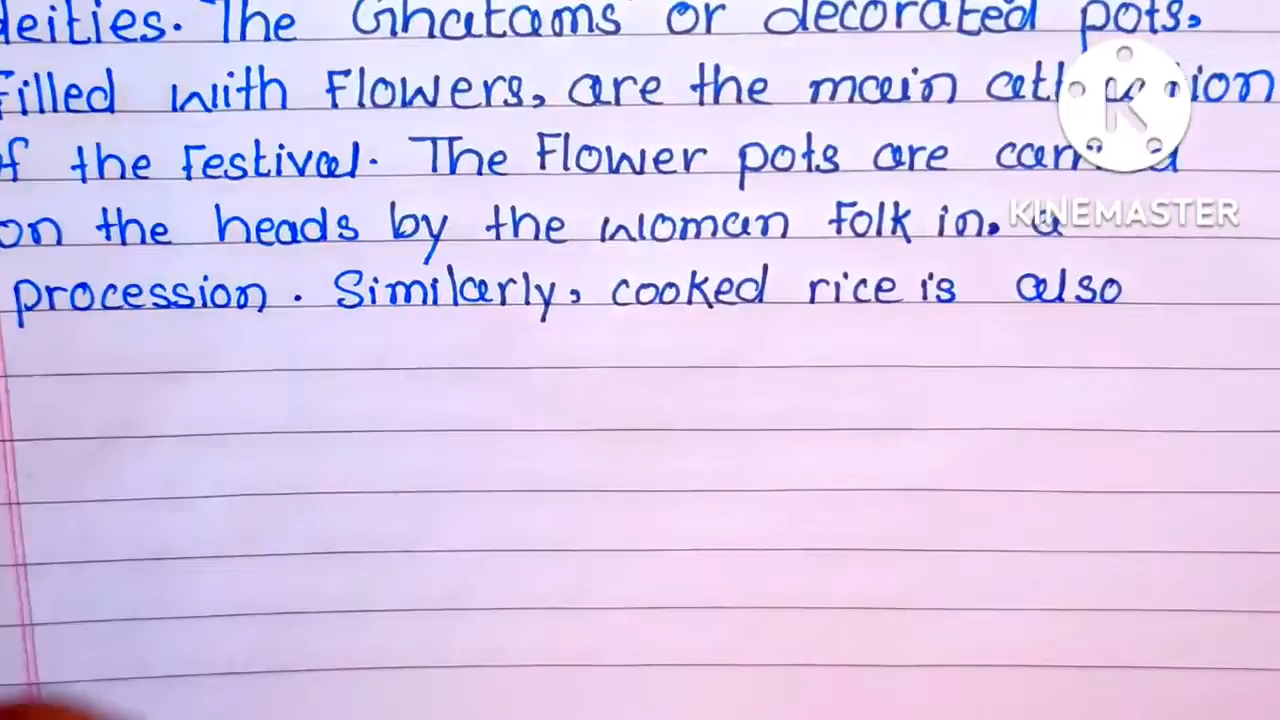 deities. The Ghatams or decorated pots,
Filled with Flowers, are the main
of the Festival. The Flower pots are
on the heads by the woman folk in. a
procession. Similarly, cooked rice is also
K
KINEMASTER